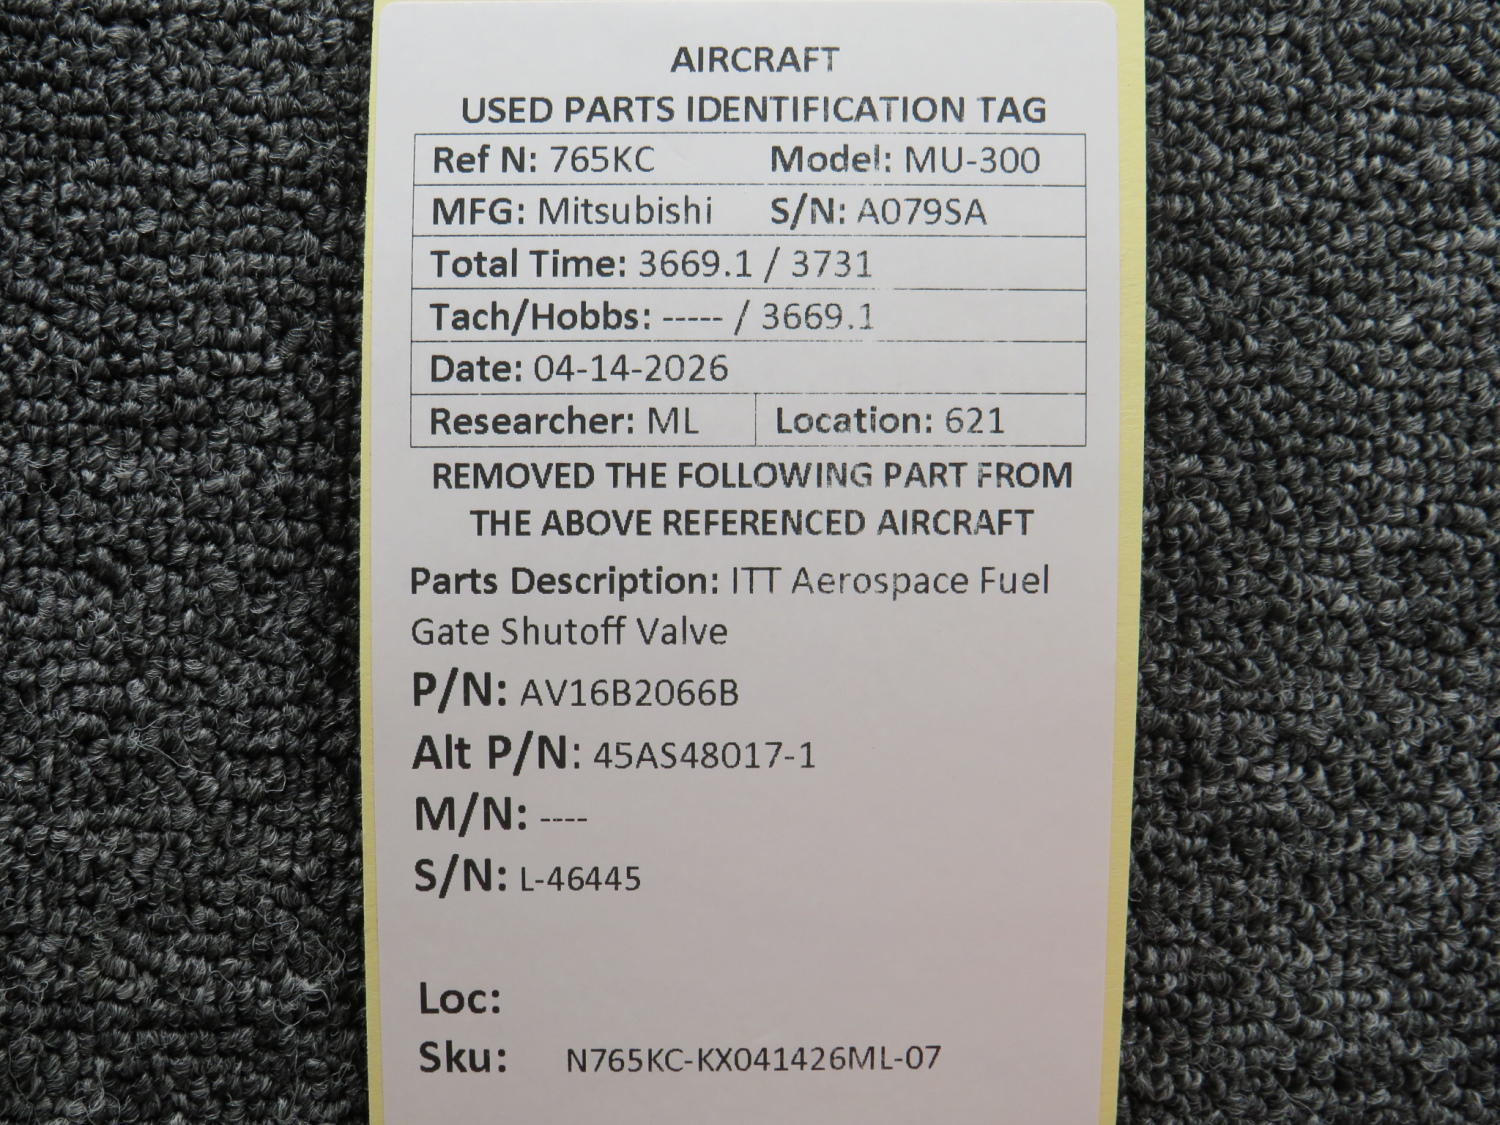 AIRCRAFT
USED PARTS IDENTIFICATION TAG
Ref N: 765KC Model: MU-300
MFG: Mitsubishi S/N: A079SA
Total Time: 3669.1 / 3731
Tach/Hobbs: ----- / 3669.1
Date: 04-14-2026
Researcher: ML Location: 621
REMOVED THE FOLLOWING PART FROM
THE ABOVE REFERENCED AIRCRAFT
Parts Description: ITT Aerospace Fuel
Gate Shutoff Valve
P/N: AV16B2066B
Alt P/N: 45AS48017-1
M/N: ----
S/N: L-46445
Loc:
Sku: N765KC-KX041426ML-07